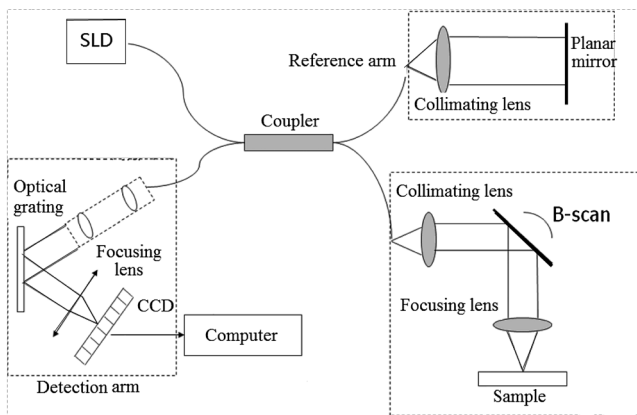 SLD
Reference arm
Planar
mirror
Collimating lens
Coupler
Optical
grating
Focusing
lens
CCD
Computer
Detection arm
Collimating lens
B-scan
Focusing lens
Sample